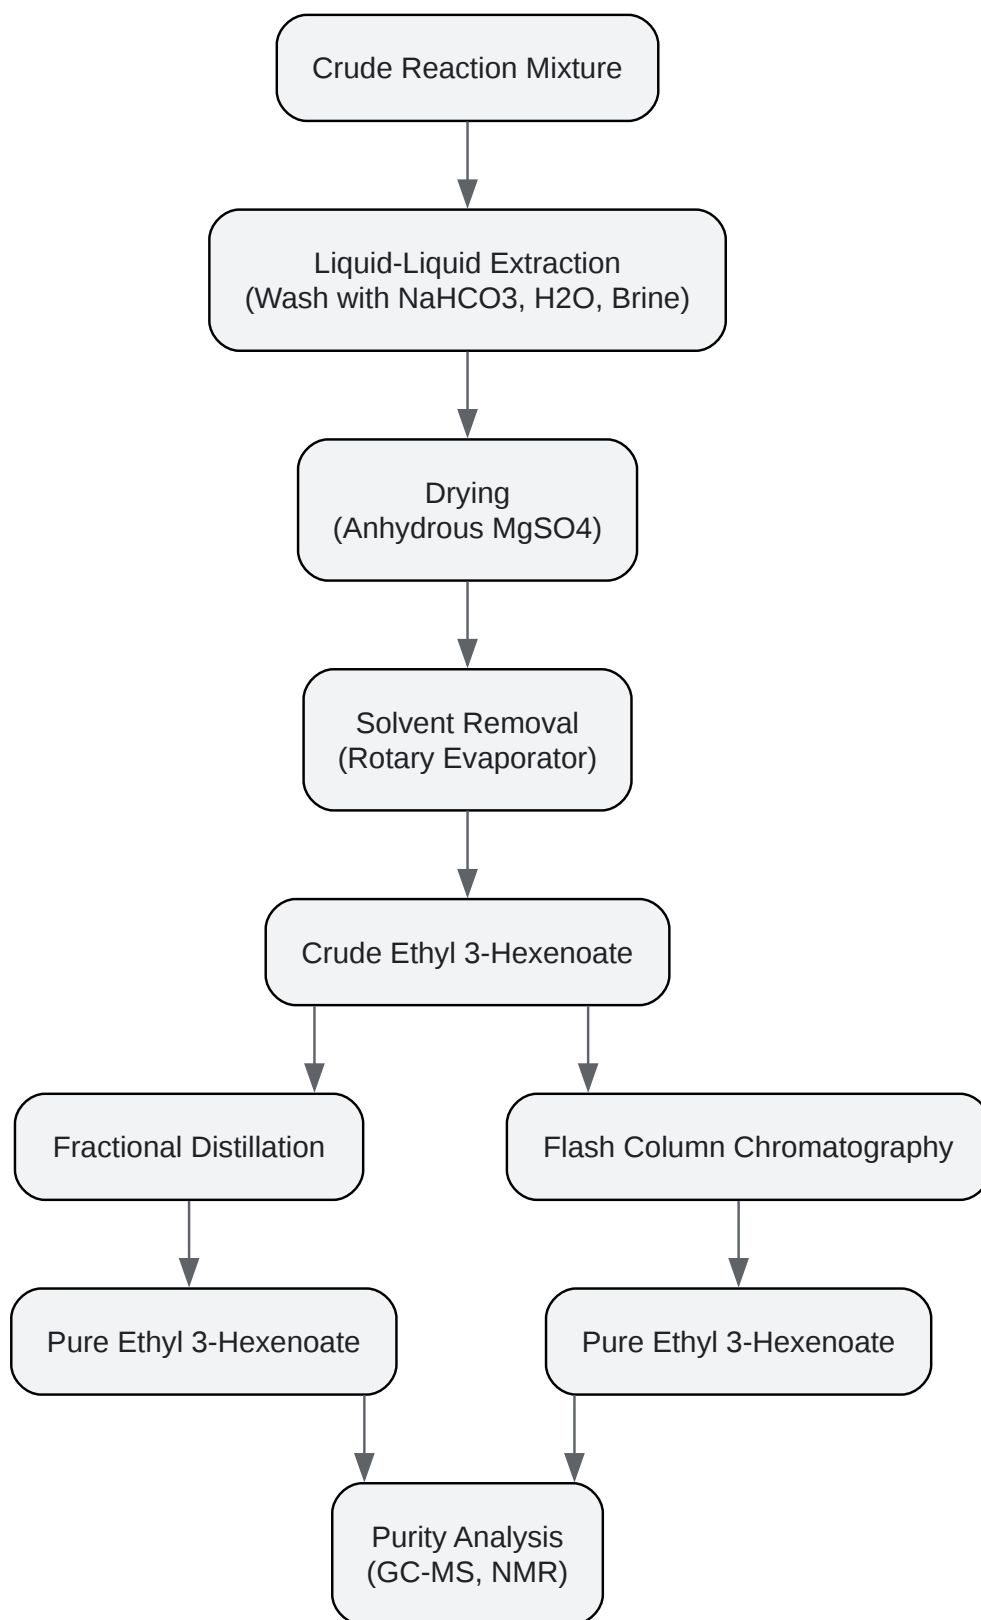 Crude Reaction Mixture
Liquid-Liquid Extraction
(Wash with NaHCO3, H2O, Brine)
Drying
(Anhydrous MgSO4)
Solvent Removal
(Rotary Evaporator)
Crude Ethyl 3-Hexenoate
Fractional Distillation
Flash Column Chromatography
Pure Ethyl 3-Hexenoate
Pure Ethyl 3-Hexenoate
Purity Analysis
(GC-MS, NMR)